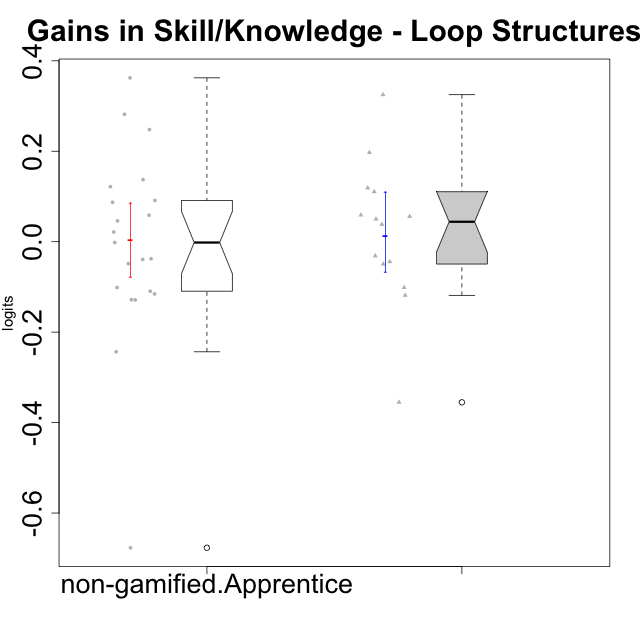 Gains in Skill/Knowledge - Loop Structures
0.4
0.2
0.0
-0.2
-0.4
-0.6
logits
non-gamified.Apprentice